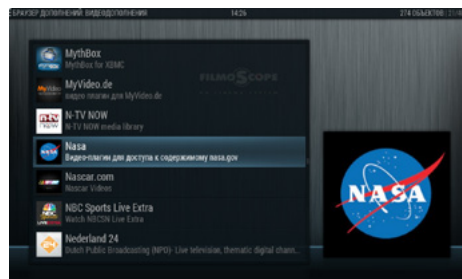 БРАУЗЕР ДОПОЛНЕНИЙ: ВИДЕОДОПОЛНЕНИЯ
14:26
274 ОБЪЕКТОВ
MythBox
MythBox for XBMC
FILMOSCOPE
MyVideo.de
видео плагин для MyVideo.de
N-TV NOW
N-TV NOW media library
Nasa
Видео-плагин для доступа к содержимому nasa.gov
Nascar.com
Nascar Videos
NBC Sports Live Extra
Watch NBCSN Live Extra
Nederland 24
Dutch Public Broadcasting (NPO)- Live television, thematic digital chann...
NASA